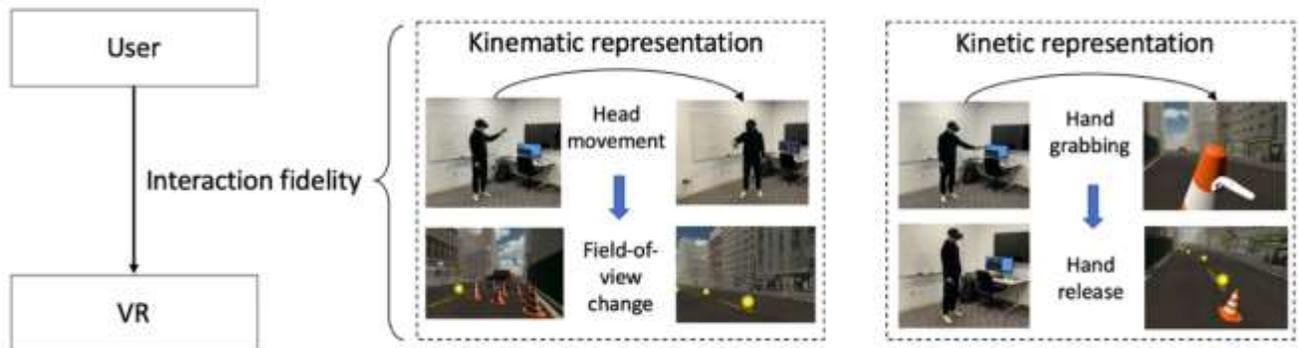 User
Interaction fidelity
VR
Kinematic representation
Head
movement
Field-of-
view
change
Kinetic representation
Hand
grabbing
Hand
release